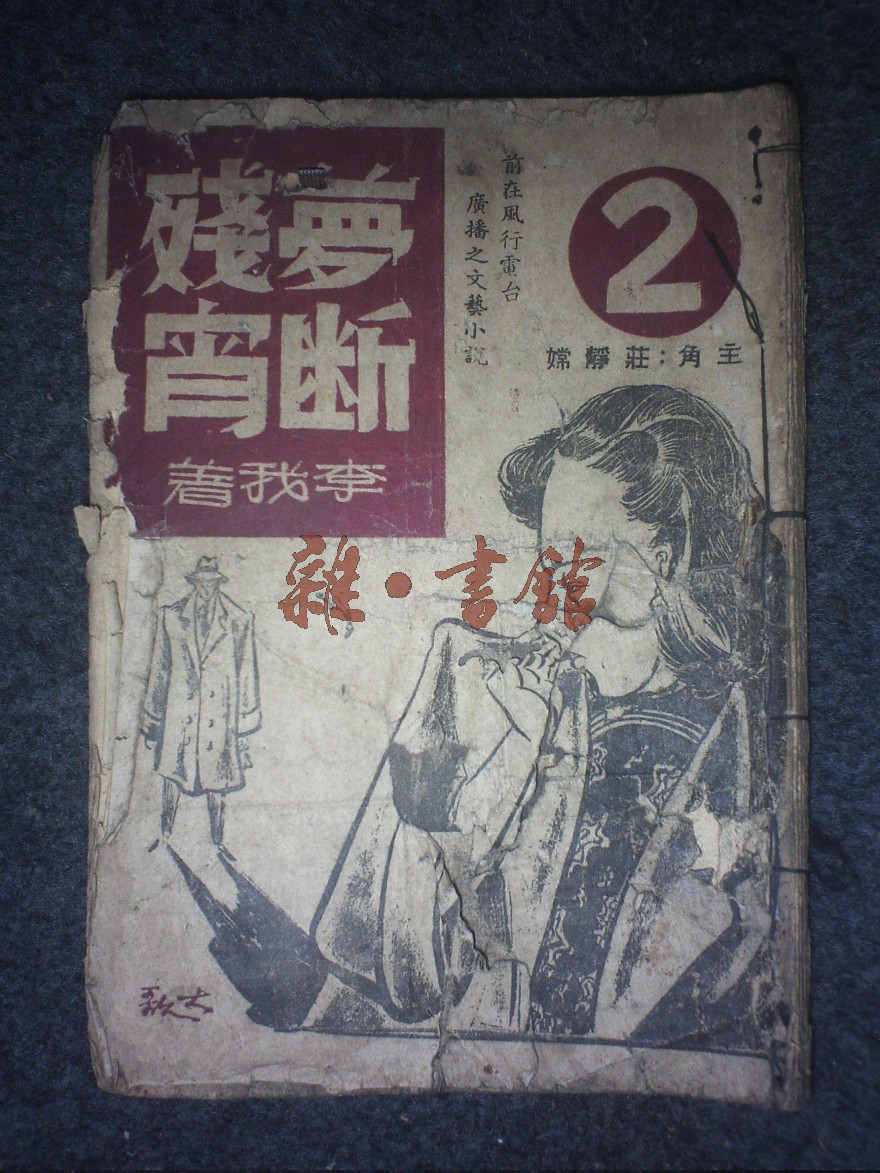 2
主角：莊靜嫦
前在風行電台
廣播之文藝小說
夢断
殘宵
李我着
雜·書館